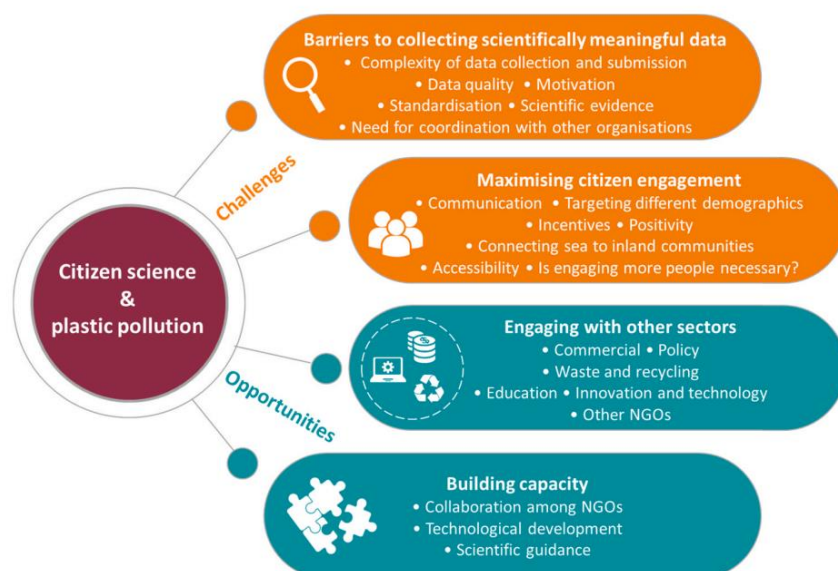 Barriers to collecting scientifically meaningful data
• Complexity of data collection and submission
• Data quality • Motivation
• Standardisation • Scientific evidence
• Need for coordination with other organisations
Challenges
Maximising citizen engagement
• Communication • Targeting different demographics
• Incentives • Positivity
• Connecting sea to inland communities
• Accessibility • Is engaging more people necessary?
Citizen science
&
plastic pollution
Engaging with other sectors
• Commercial • Policy
• Waste and recycling
• Education • Innovation and technology
• Other NGOs
Opportunities
Building capacity
• Collaboration among NGOs
• Technological development
• Scientific guidance